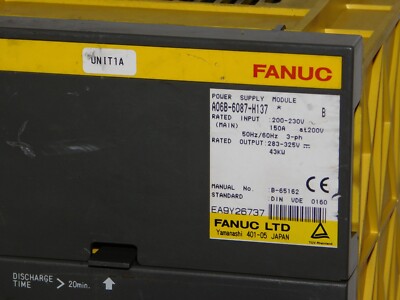 UNIT1A
FANUC
POWER SUPPLY MODULE
A06B-6087-H137 * B
RATED INPUT :200-230V
(MAIN) 150A at200V
50Hz/60Hz 3-ph
RATED OUTPUT:283-325V
43KW
MANUAL NO. :B-65162
STANDARD :DIN VDE 0160
CE
EA9Y26737
FANUC LTD
Yamanashi 401-05 JAPAN
DISCHARGE
TIME > 20min.